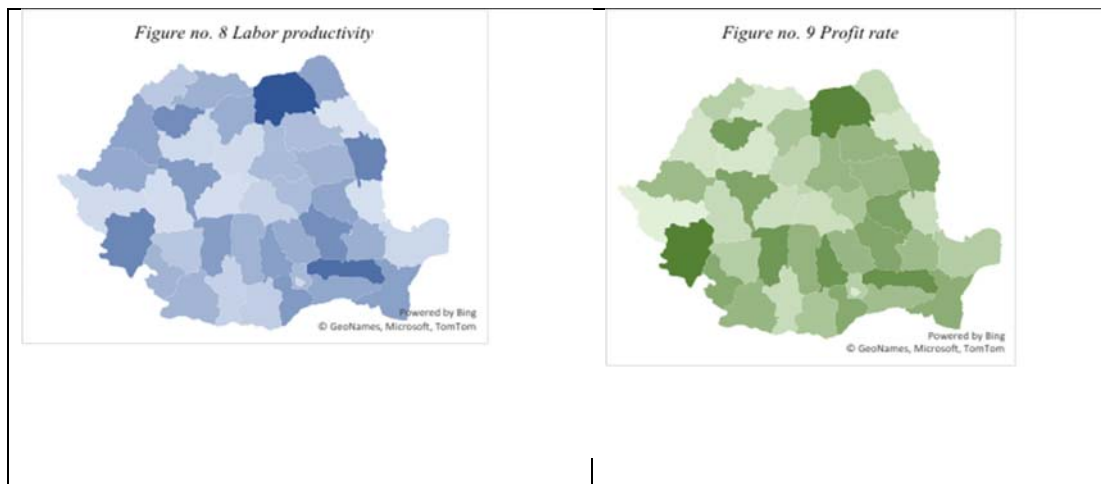 Figure no. 8 Labor productivity
Powered by Bing
© GeoNames, Microsoft, TomTom
Figure no. 9 Profit rate
Powered by Bing
© GeoNames, Microsoft, TomTom